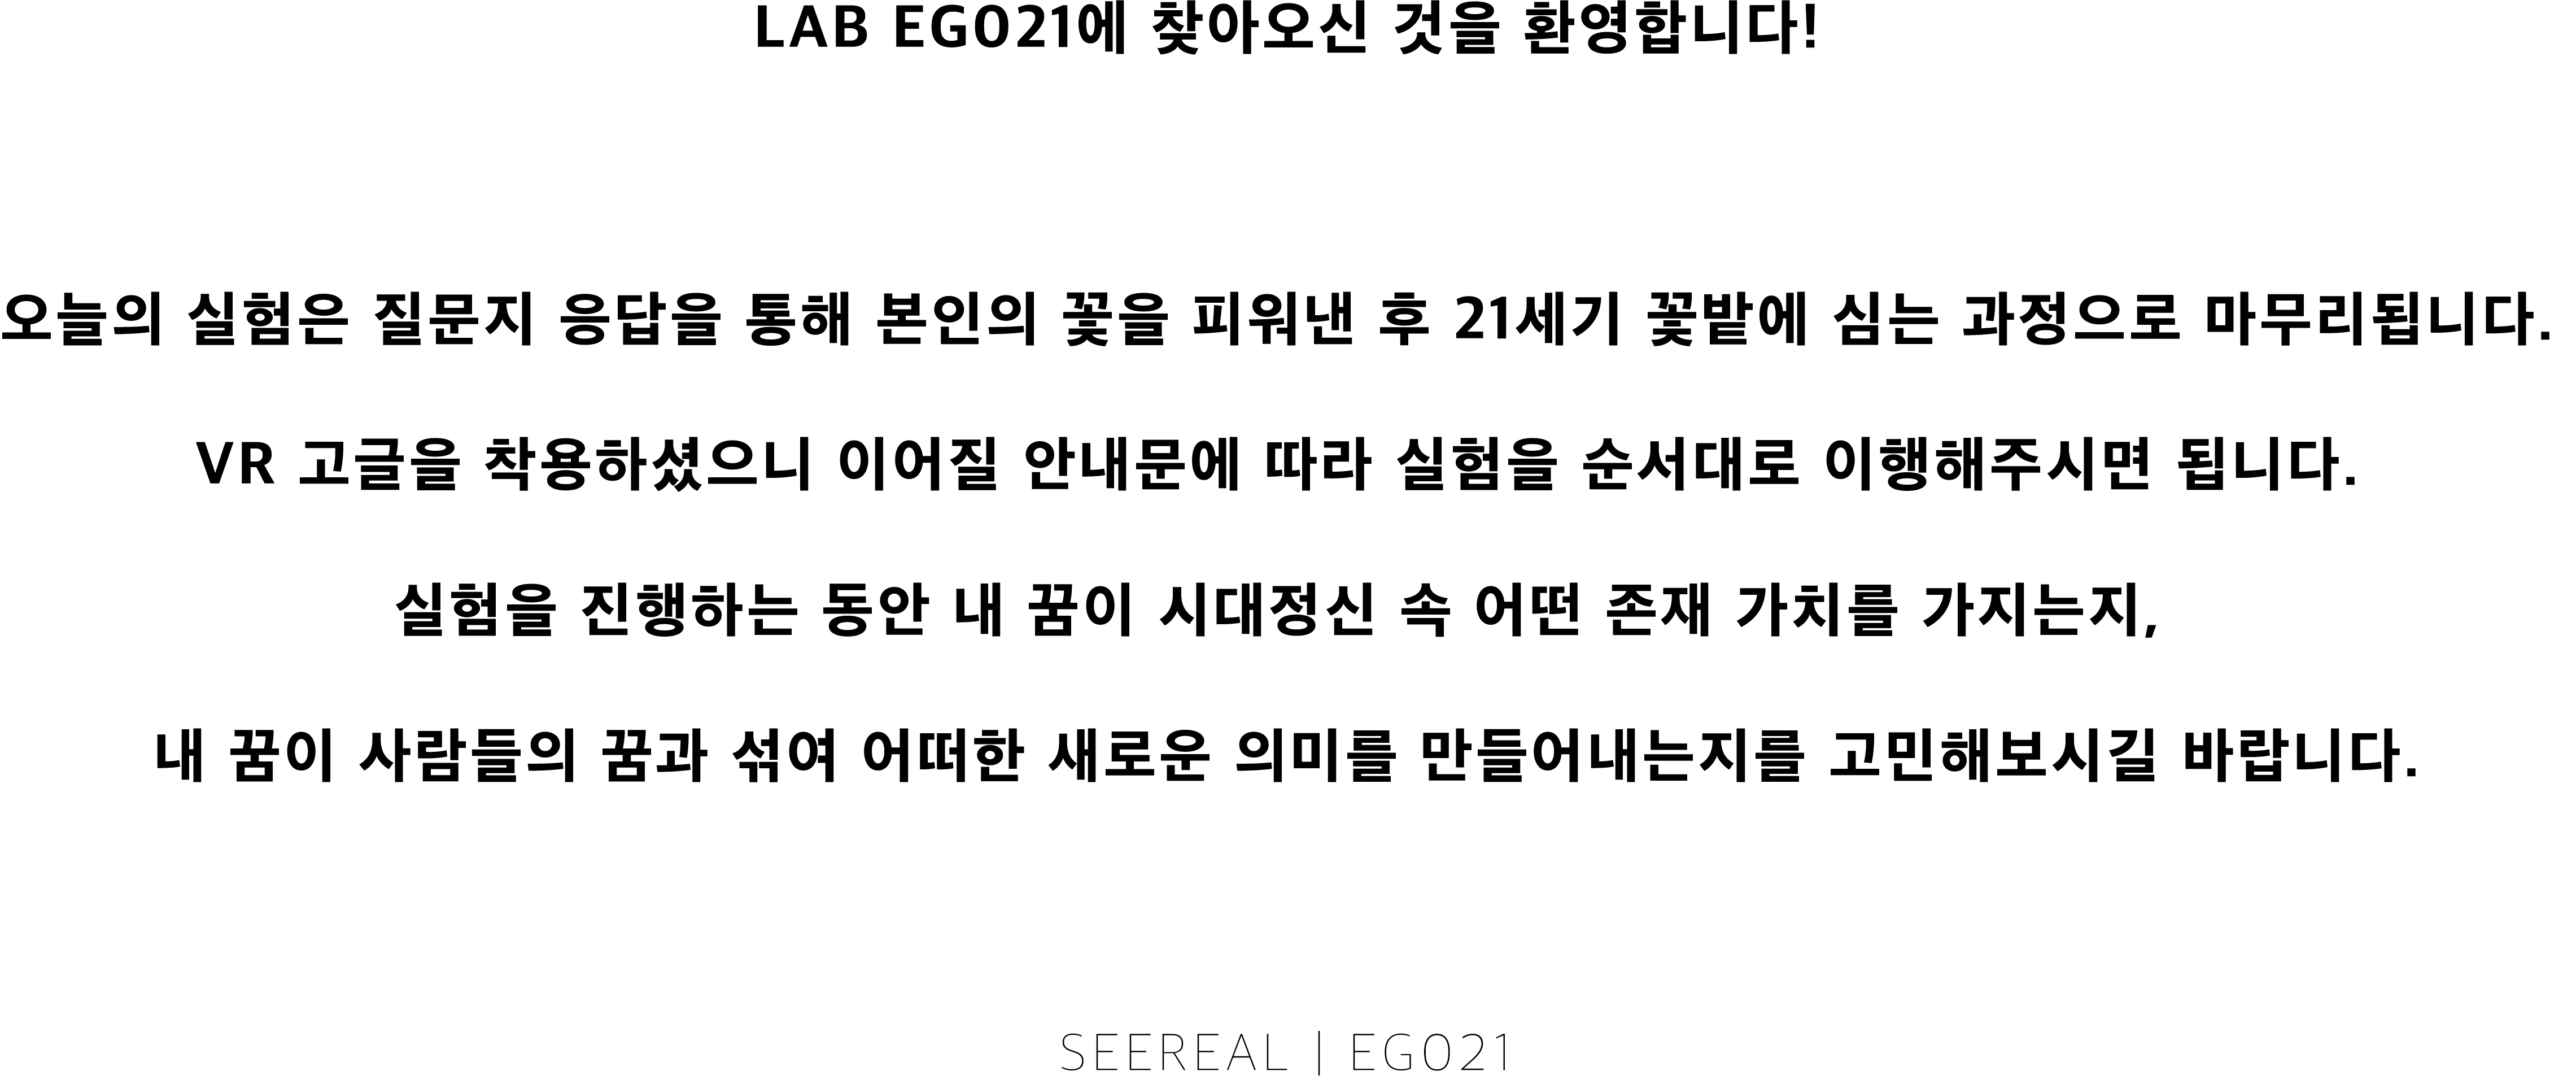 LAB EGO21에 찾아오신 것을 환영합니다!
오늘의 실험은 질문지 응답을 통해 본인의 꽃을 피워낸 후 21세기 꽃밭에 심는 과정으로 마무리됩니다.
VR 고글을 착용하셨으니 이어질 안내문에 따라 실험을 순서대로 이행해주시면 됩니다.
실험을 진행하는 동안 내 꿈이 시대정신 속 어떤 존재 가치를 가지는지,
내 꿈이 사람들의 꿈과 섞여 어떠한 새로운 의미를 만들어내는지를 고민해보시길 바랍니다.
SEEREAL | EGO21